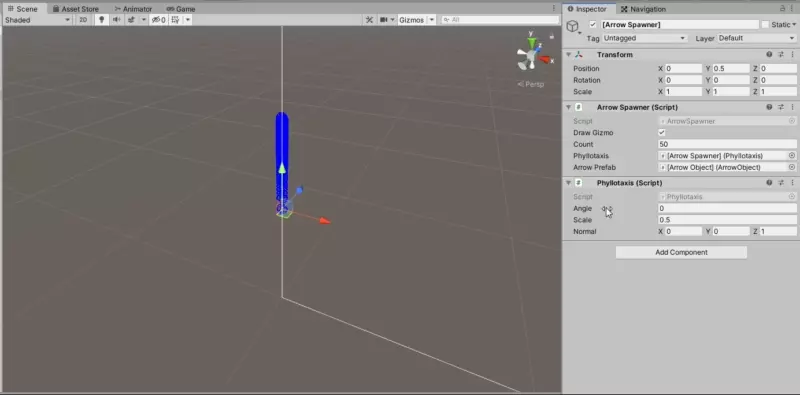 Scene Asset Store Animator Game
Shaded 2D 0 Gizmos All
y
z
x
Persp
Inspector Navigation
[Arrow Spawner] Static
Tag Untagged Layer Default
Transform
Position X 0 Y 0.5 Z 0
Rotation X 0 Y 0 Z 0
Scale X 1 Y 1 Z 1
Arrow Spawner (Script)
Script ArrowSpawner
Draw Gizmo
Count 50
Phyllotaxis [Arrow Spawner] (Phyllotaxis)
Arrow Prefab [Arrow Object] (ArrowObject)
Phyllotaxis (Script)
Script Phyllotaxis
Angle 0
Scale 0.5
Normal X 0 Y 0 Z 1
Add Component